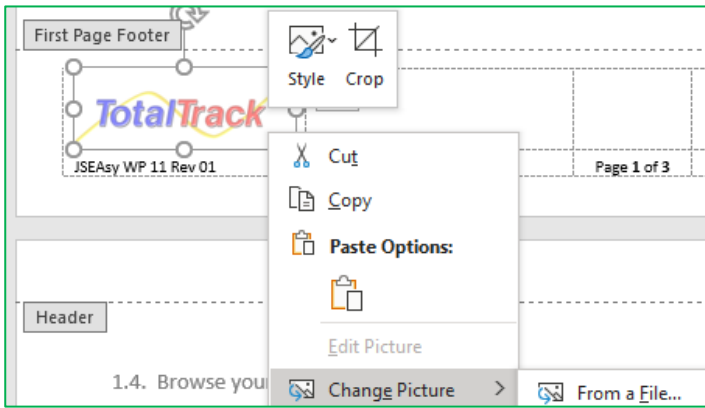 First Page Footer
Style Crop
TotalTrack
JSEAsy WP 11 Rev 01
Page 1 of 3
Cut
Copy
Paste Options:
Edit Picture
Header
1.4. Browse you
Change Picture
From a File...